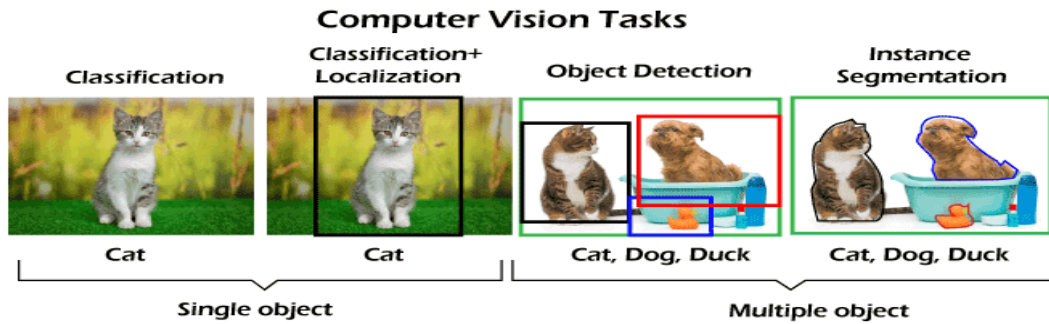 Computer Vision Tasks
Classification
Classification+
Localization
Object Detection
Instance
Segmentation
Cat
Cat
Cat, Dog, Duck
Cat, Dog, Duck
Single object
Multiple object